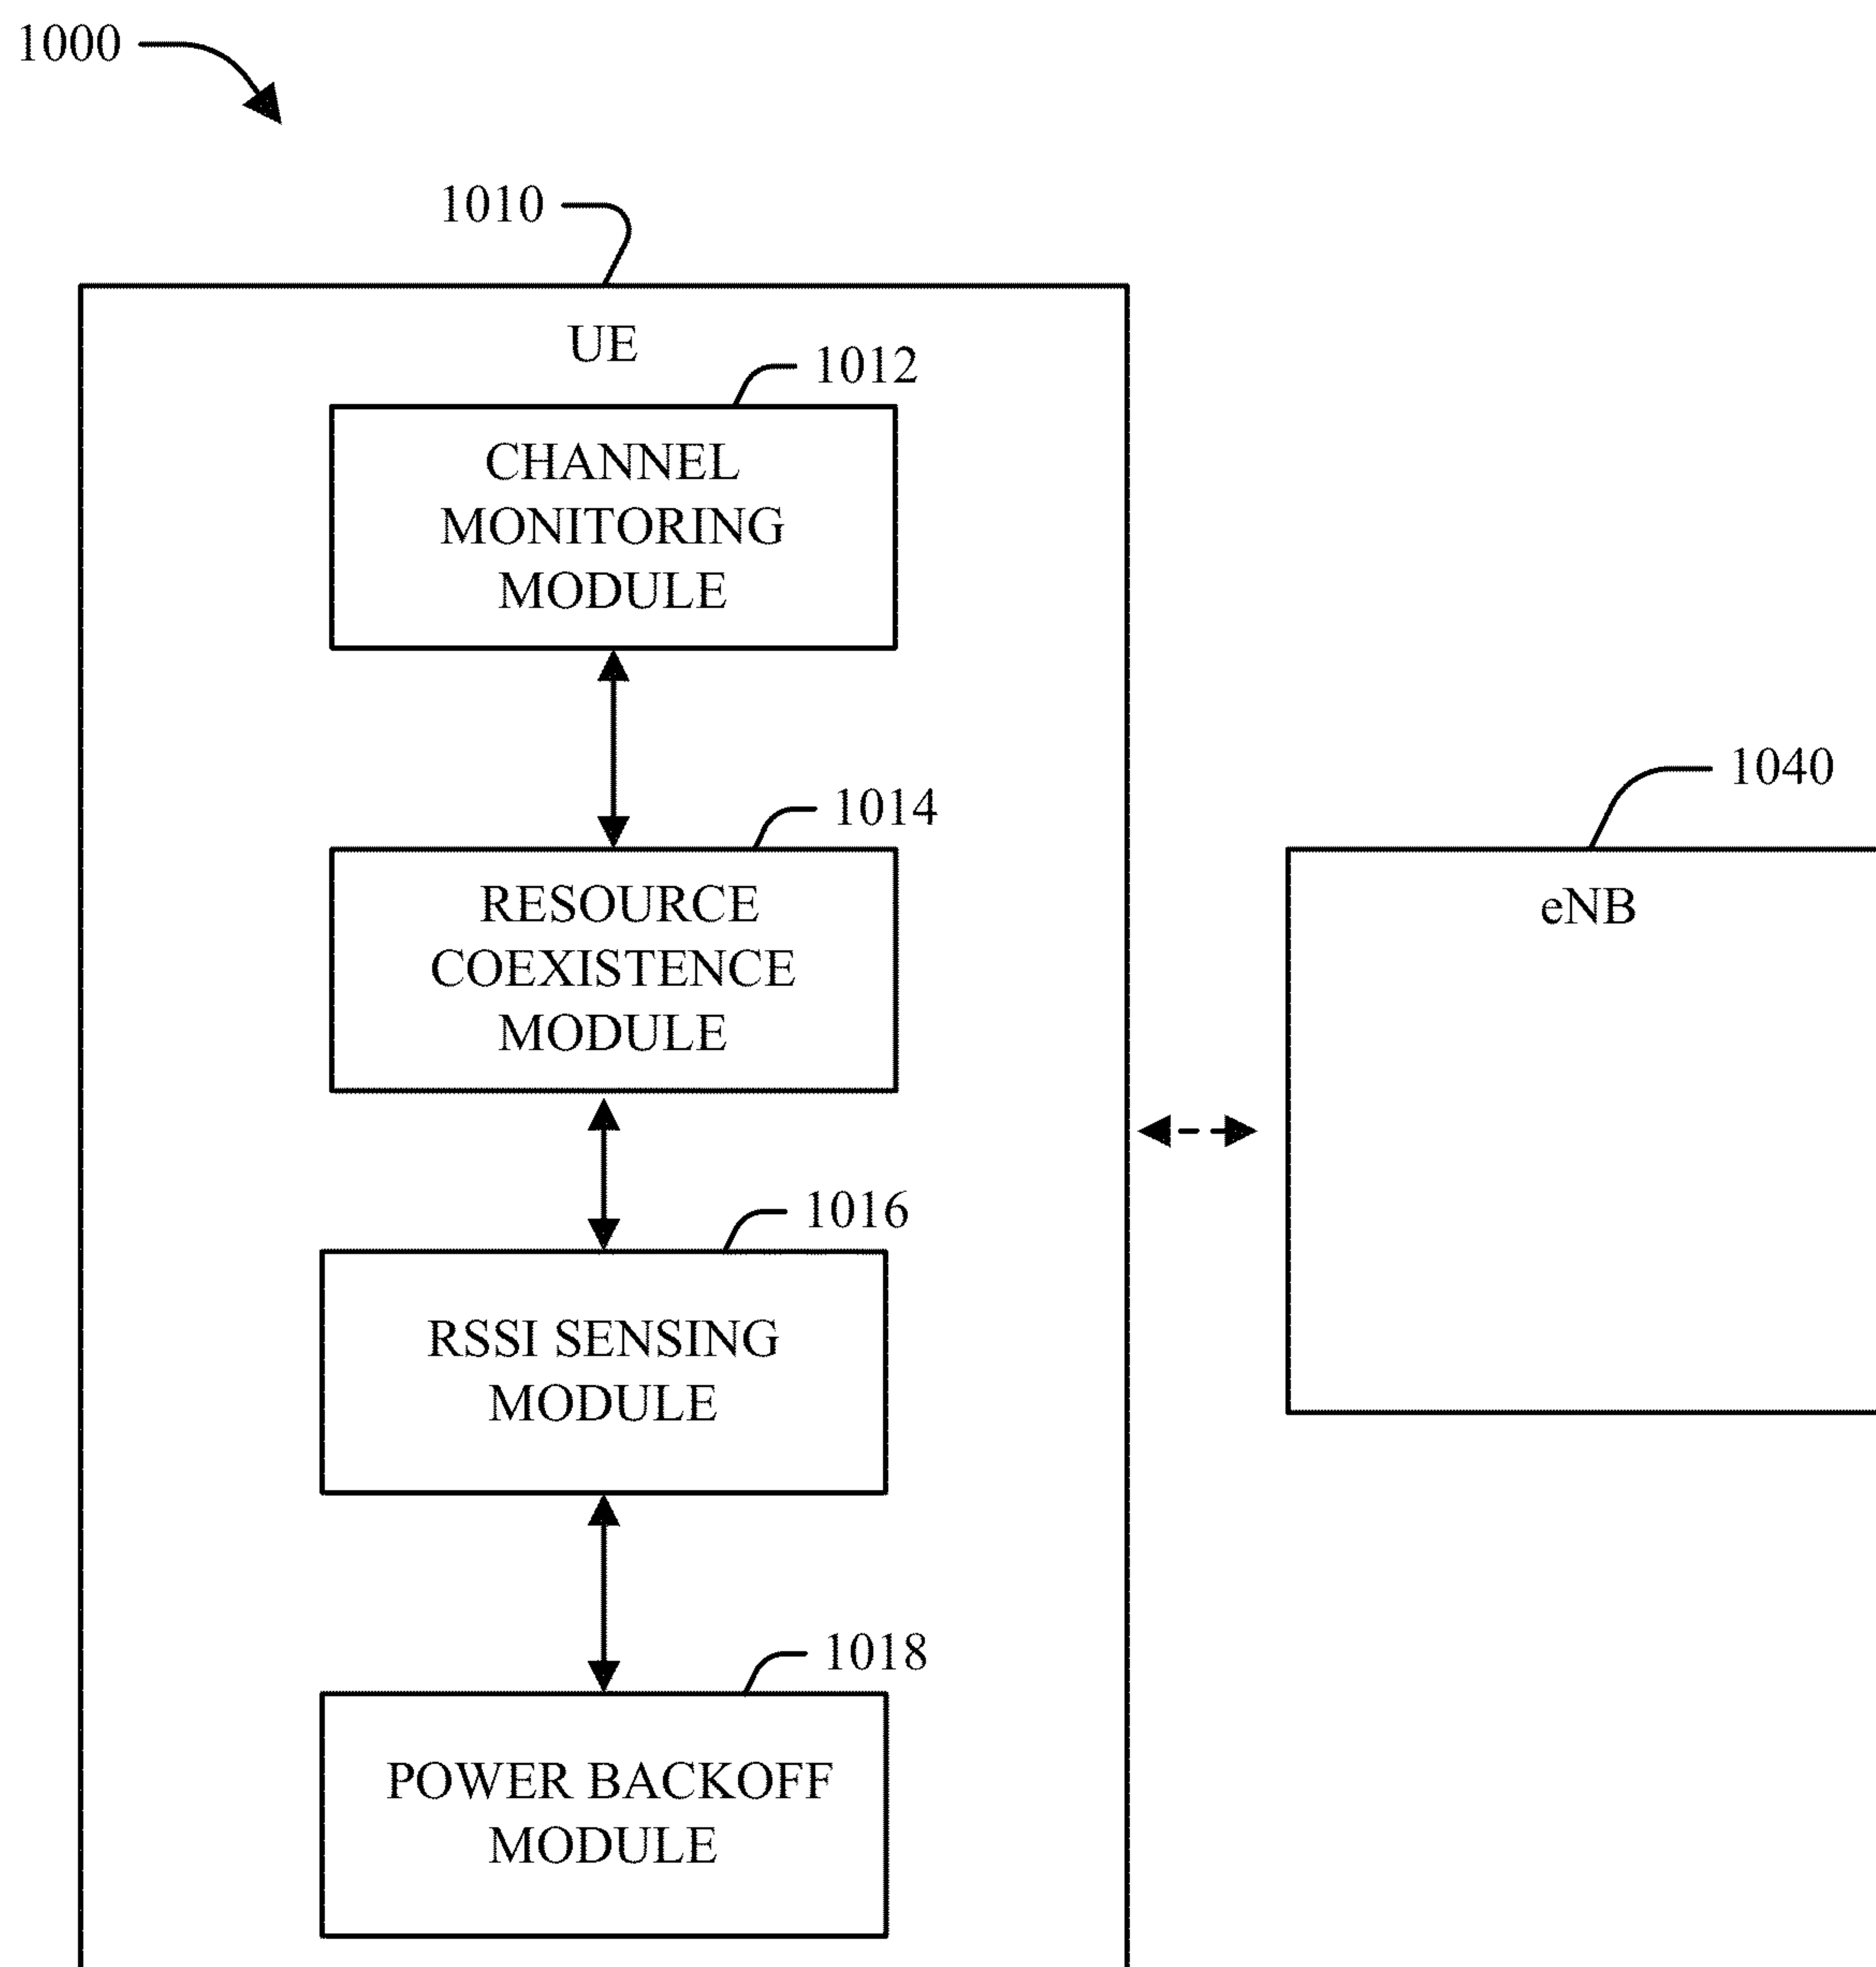 1000
1010
UE
1012
CHANNEL
MONITORING
MODULE
1014
RESOURCE
COEXISTENCE
MODULE
1016
RSSI SENSING
MODULE
1018
POWER BACKOFF
MODULE
1040
eNB